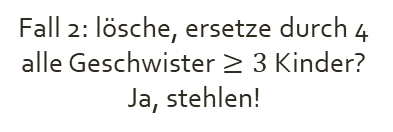 Fall 2: lösche, ersetze durch 4
alle Geschwister ≥ 3 Kinder?
Ja, stehlen!